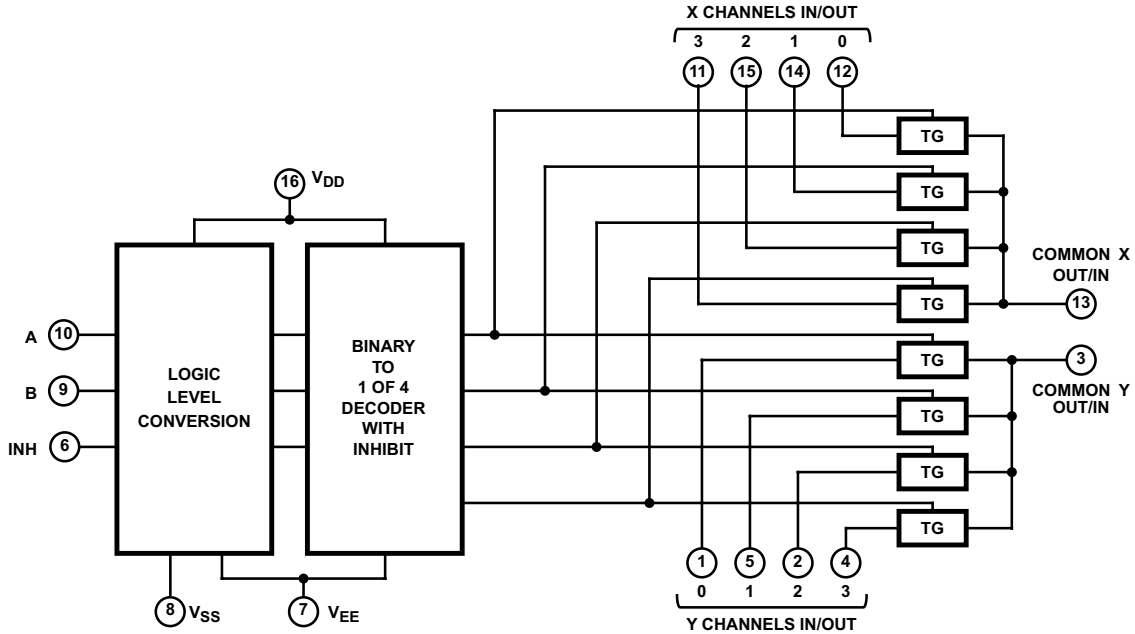 X CHANNELS IN/OUT
3 2 1 0
11 15 14 12
TG
TG
16 VDD
TG
COMMON X
OUT/IN
TG
13
A 10
BINARY
TO
1 OF 4
DECODER
WITH
INHIBIT
LOGIC
LEVEL
CONVERSION
TG
3
COMMON Y
OUT/IN
B 9
TG
INH 6
TG
TG
1 5 2 4
0 1 2 3
8 VSS
7 VEE
Y CHANNELS IN/OUT